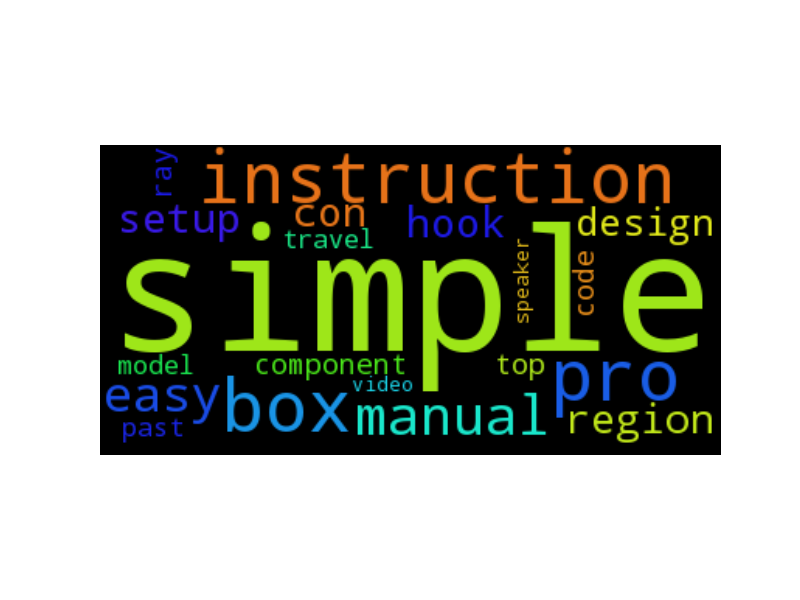 ray
instruction
setup
con
hook
design
travel
simple
speaker
code
model
component
top
pro
easy
box
video
manual
region
past